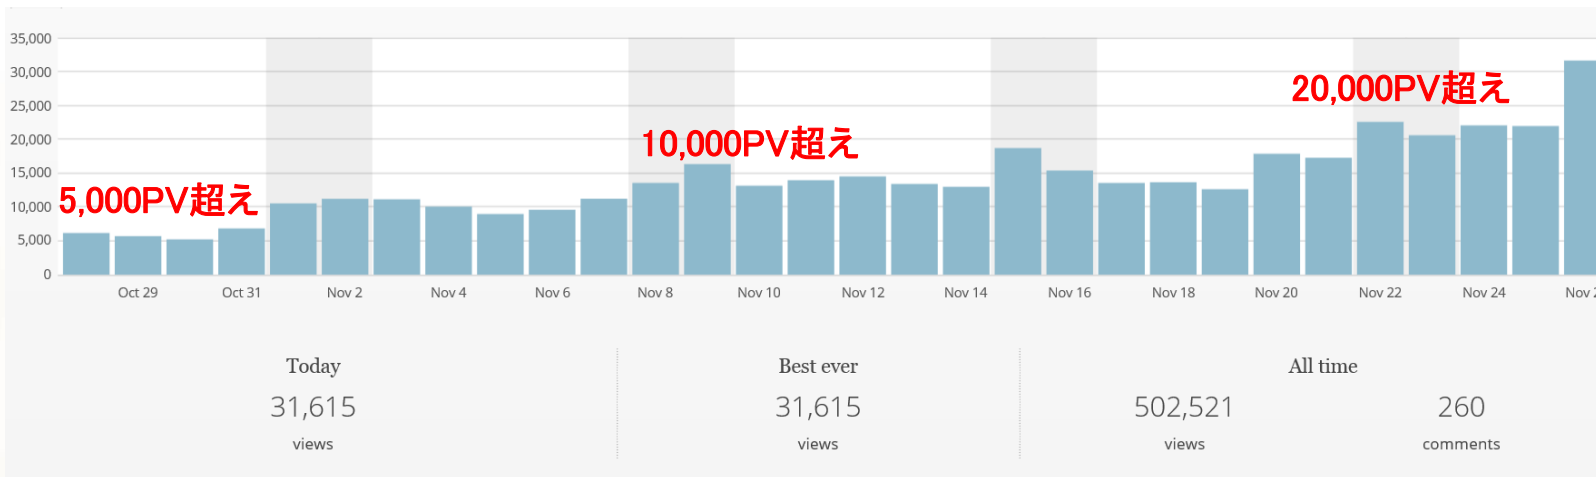 35,000
30,000
25,000
20,000
15,000
10,000
5,000
0
5,000PV超え
10,000PV超え
20,000PV超え
Oct 29 Oct 31 Nov 2 Nov 4 Nov 6 Nov 8 Nov 10 Nov 12 Nov 14 Nov 16 Nov 18 Nov 20 Nov 22 Nov 24 Nov
Today Best ever All time
31,615 31,615 502,521 260
views views views comments